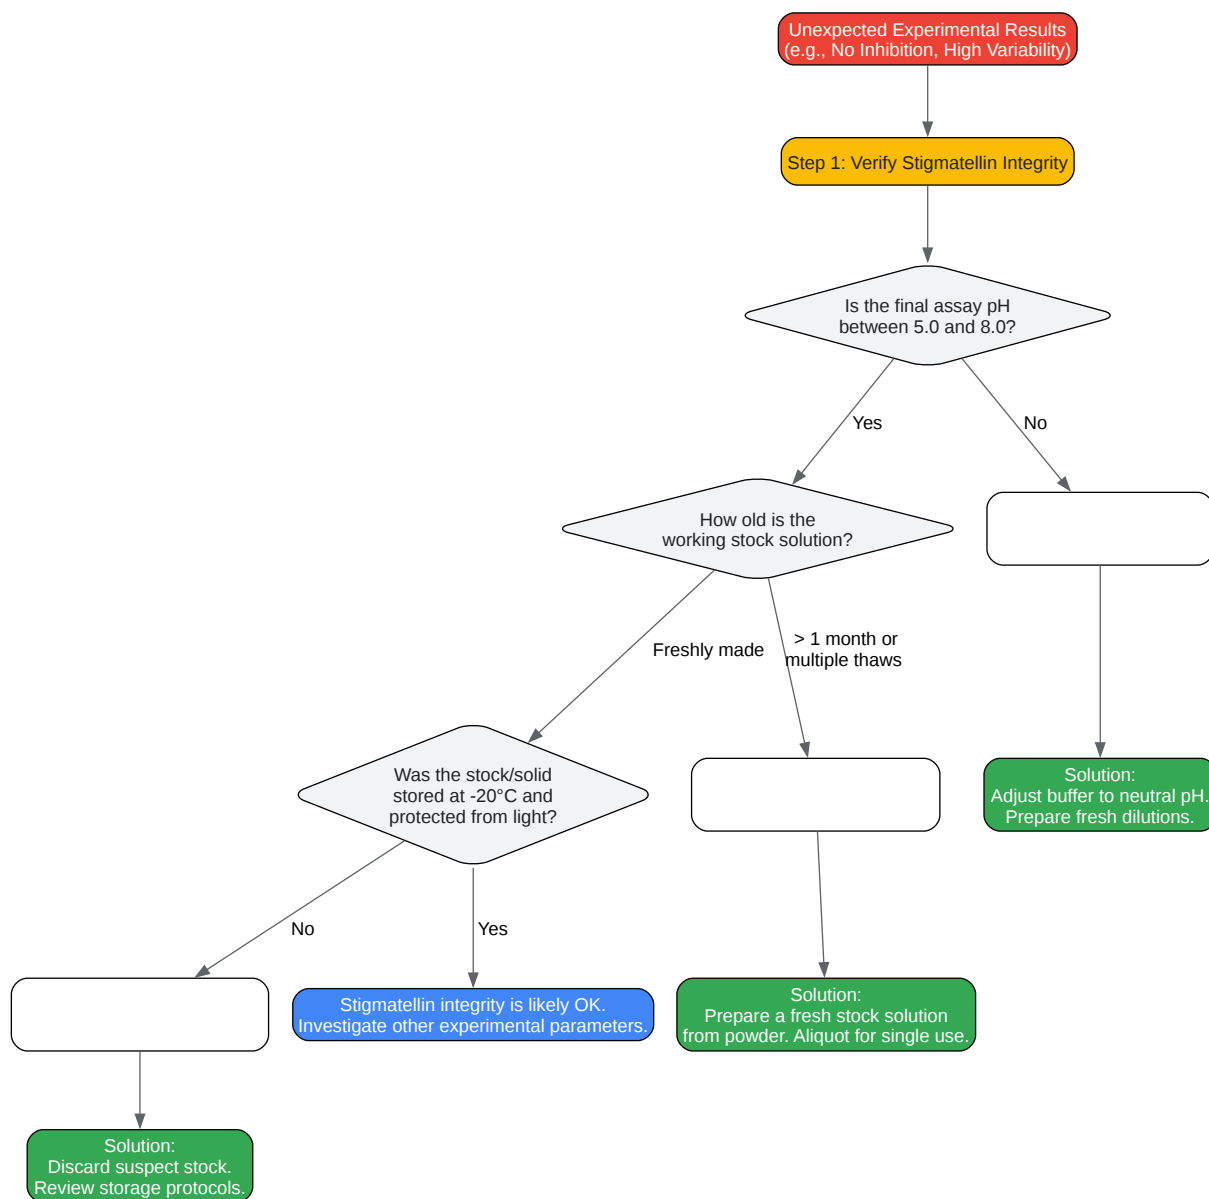 Unexpected Experimental Results
(e.g., No Inhibition, High Variability)
Step 1: Verify Stigmatellin Integrity
Is the final assay pH
between 5.0 and 8.0?
Yes
No
How old is the
working stock solution?
Freshly made
> 1 month or
multiple thaws
Was the stock/solid
stored at -20°C and
protected from light?
Solution:
Adjust buffer to neutral pH.
Prepare fresh dilutions.
No
Yes
Stigmatellin integrity is likely OK.
Investigate other experimental parameters.
Solution:
Prepare a fresh stock solution
from powder. Aliquot for single use.
Solution:
Discard suspect stock.
Review storage protocols.